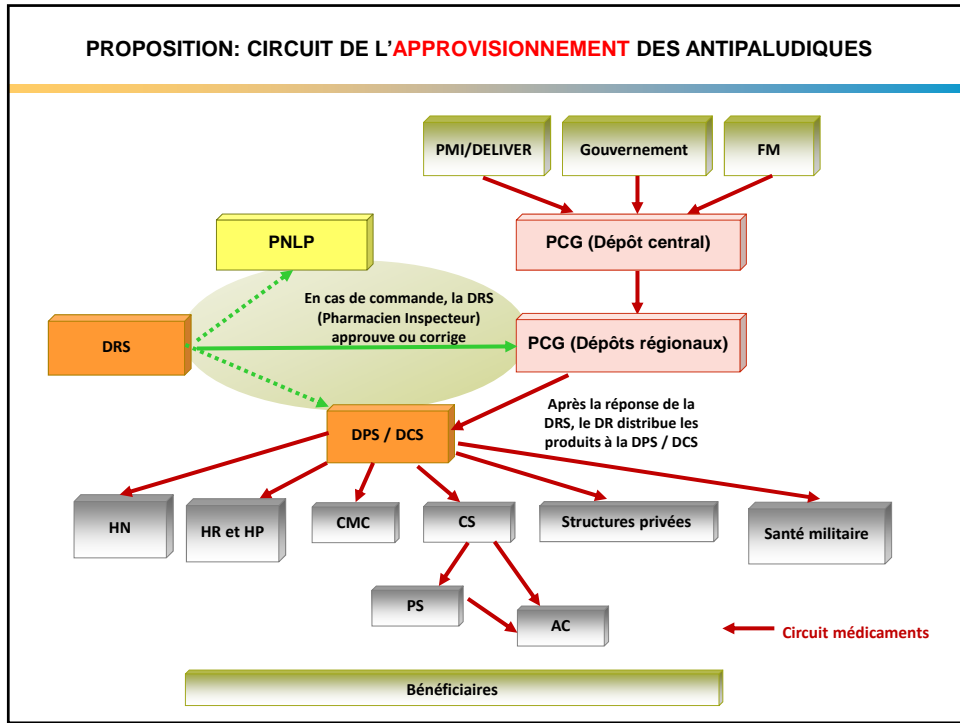 PROPOSITION: CIRCUIT DE L'APPROVISIONNEMENT DES ANTIPALUDIQUES
PMI/DELIVER
Gouvernement
FM
PNLP
PCG (Dépôt central)
En cas de commande, la DRS
(Pharmacien Inspecteur)
approuve ou corrige
DRS
PCG (Dépôts régionaux)
Après la réponse de la
DRS, le DR distribue les
produits à la DPS / DCS
DPS / DCS
HN
HR et HP
CMC
CS
Structures privées
Santé militaire
PS
AC
Circuit médicaments
Bénéficiaires